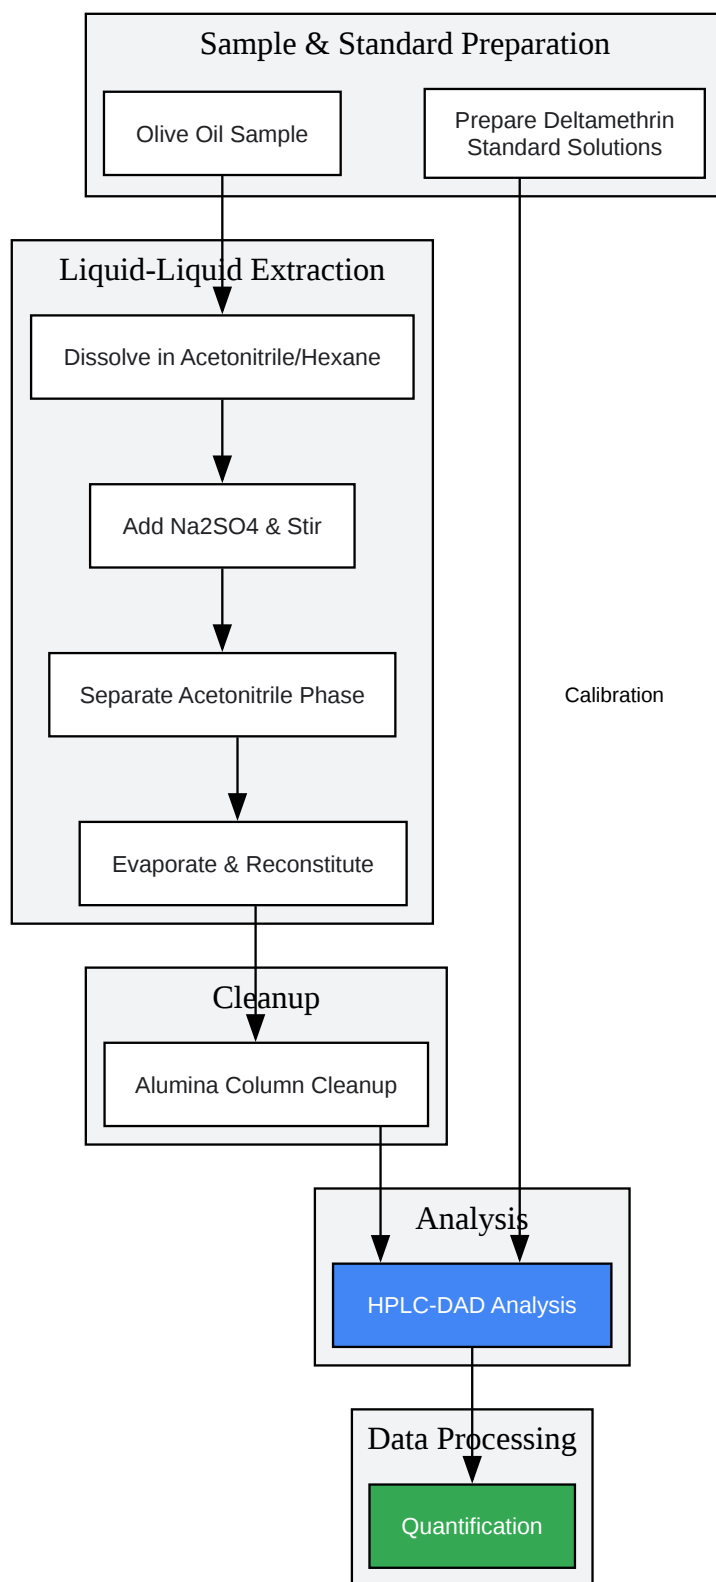 Sample & Standard Preparation
Olive Oil Sample
Prepare Deltamethrin
Standard Solutions
Liquid-Liquid Extraction
Dissolve in Acetonitrile/Hexane
Add Na2SO4 & Stir
Separate Acetonitrile Phase
Calibration
Evaporate & Reconstitute
Cleanup
Alumina Column Cleanup
Analysis
HPLC-DAD Analysis
Data Processing
Quantification